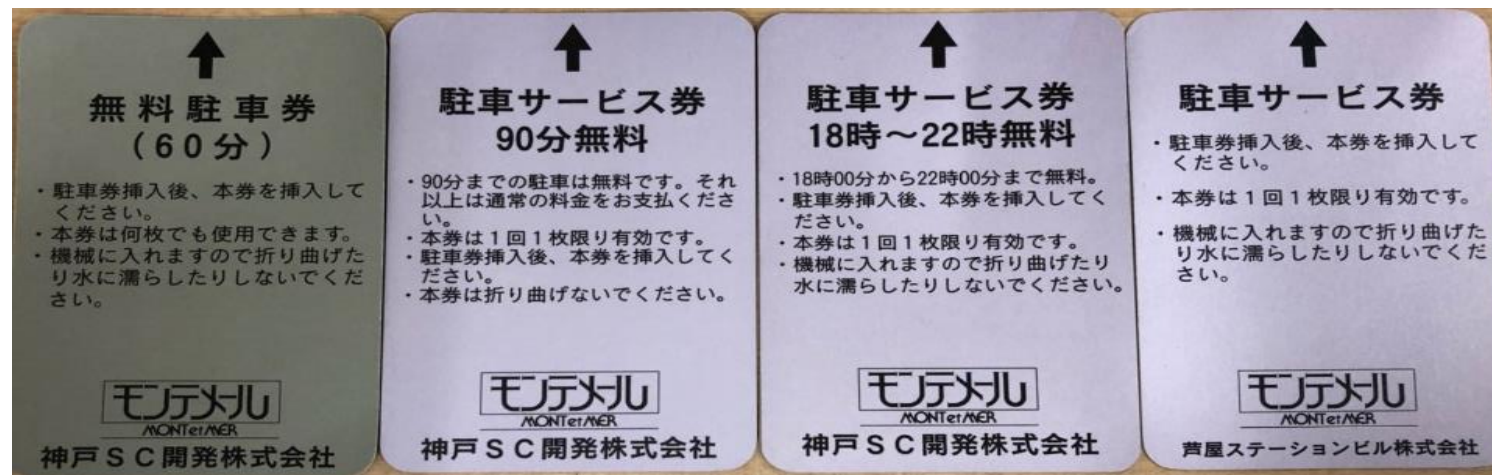 無料駐車券
(60分)
・駐車券挿入後、本券を挿入して
ください。
・本券は何枚でも使用できます。
・機械に入れますので折り曲げた
り水に濡らしたりしないでくだ
さい。
モンテメール
MONTetMER
神戸SC開発株式会社
駐車サービス券
90分無料
・90分までの駐車は無料です。それ
以上は通常の料金をお支払くださ
い。
・本券は1回1枚限り有効です。
・駐車券挿入後、本券を挿入してく
ださい。
・本券は折り曲げないでください。
モンテメール
MONTetMER
神戸SC開発株式会社
駐車サービス券
18時～22時無料
・18時00分から22時00分まで無料。
・駐車券挿入後、本券を挿入してく
ださい。
・本券は1回1枚限り有効です。
・機械に入れますので折り曲げたり
水に濡らしたりしないでください。
モンテメール
MONTetMER
神戸SC開発株式会社
駐車サービス券
・駐車券挿入後、本券を挿入して
ください。
・本券は1回1枚限り有効です。
・機械に入れますので折り曲げた
り水に濡らしたりしないでくだ
さい。
モンテメール
MONTetMER
芦屋ステーションビル株式会社